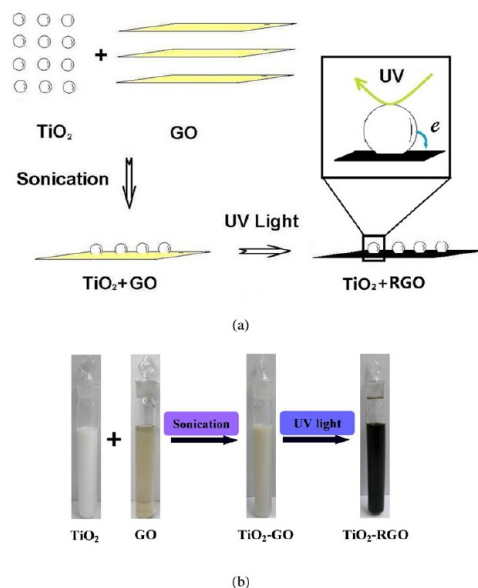 +
TiO₂
GO
Sonication
UV Light
TiO₂+GO
UV
e
TiO₂+RGO
(a)
+
Sonication
UV light
TiO₂
GO
TiO₂-GO
TiO₂-RGO
(b)